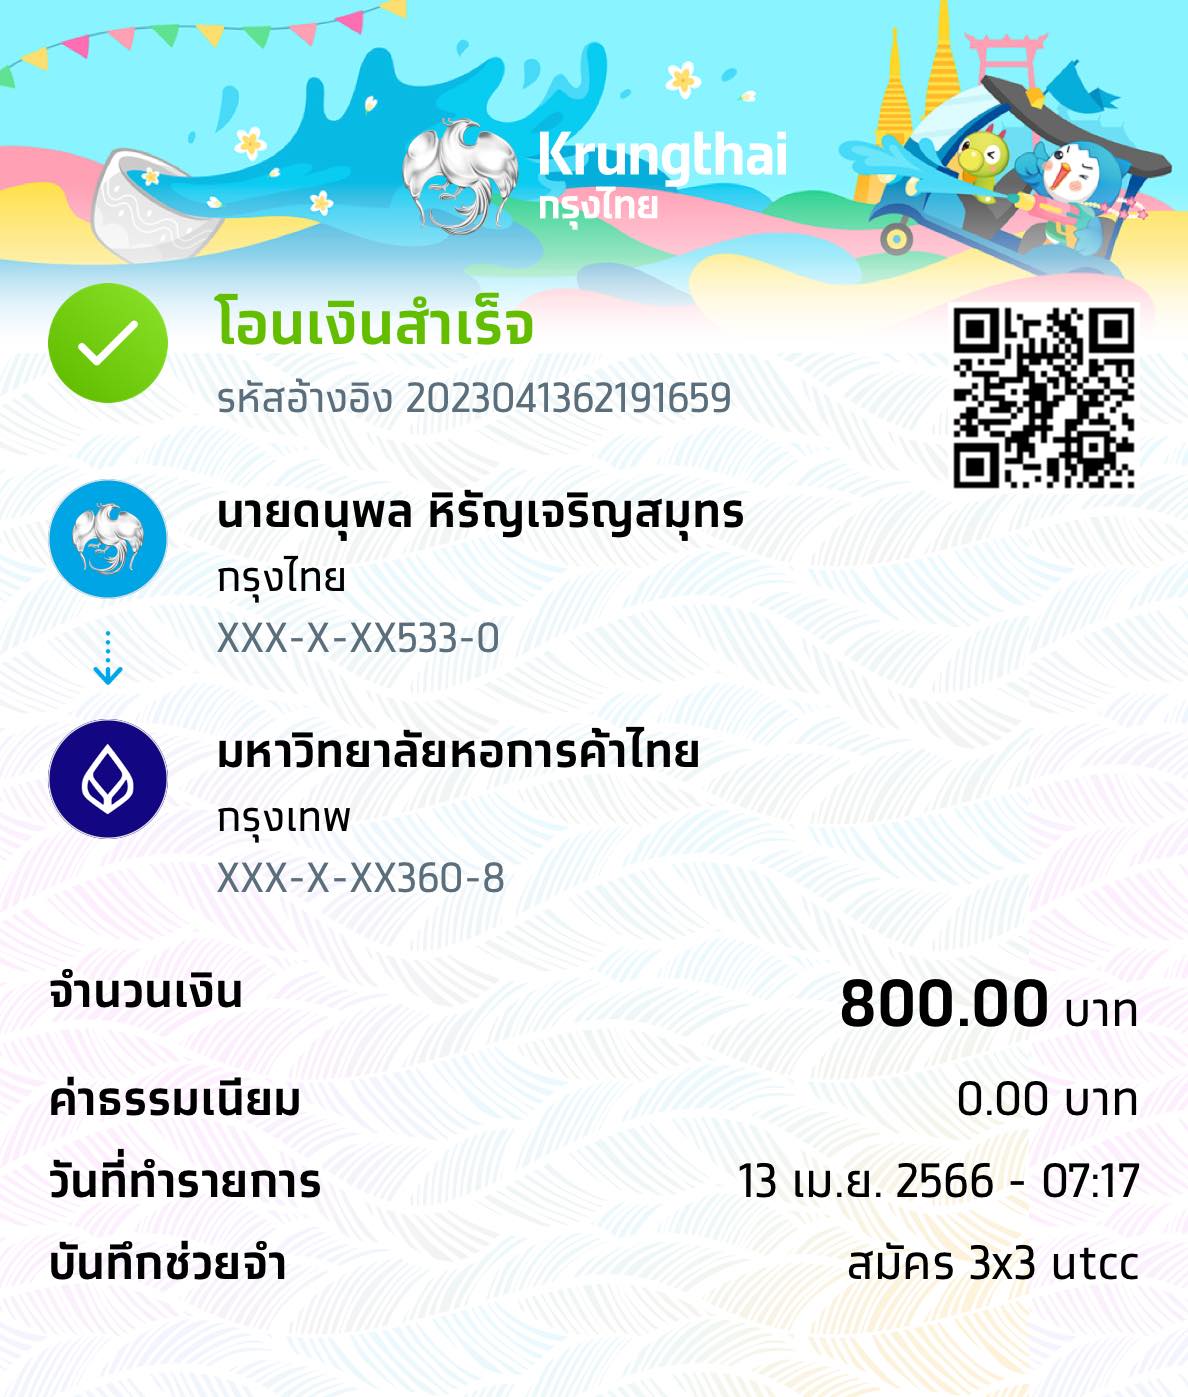 Krungthai
กรุงไทย
โอนเงินสำเร็จ
รหัสอ้างอิง 2023041362191659
นายดนุพล หิรัญเจริญสมุทร
กรุงไทย
XXX-X-XX533-0
มหาวิทยาลัยหอการค้าไทย
กรุงเทพ
XXX-X-XX360-8
จำนวนเงิน 800.00 บาท
ค่าธรรมเนียม 0.00 บาท
วันที่ทำรายการ 13 เม.ย. 2566 - 07:17
บันทึกช่วยจำ สมัคร 3x3 utcc